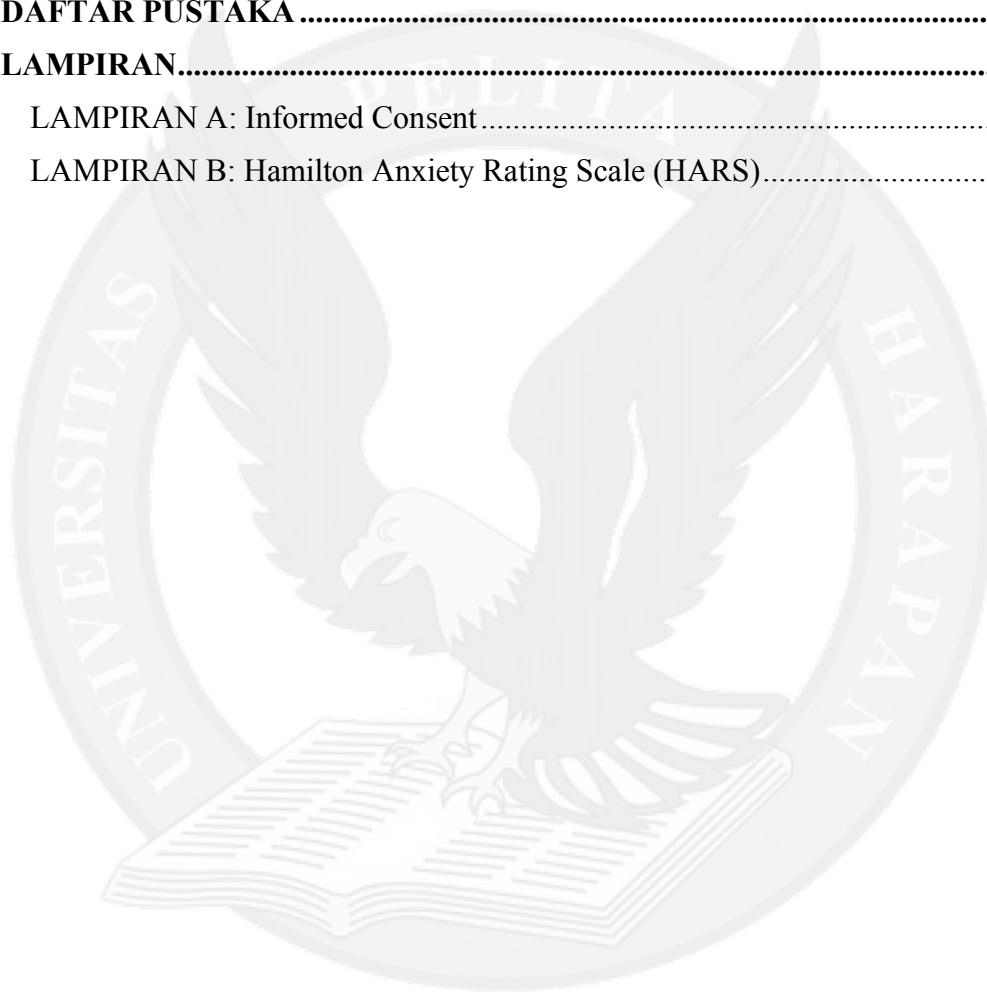 DAFTAR PUSTAKA ................................................................................
LAMPIRAN................................................................................................
LAMPIRAN A: Informed Consent ................................................................
LAMPIRAN B: Hamilton Anxiety Rating Scale (HARS)............................
UNIVERSITAS PELITA HARAPAN